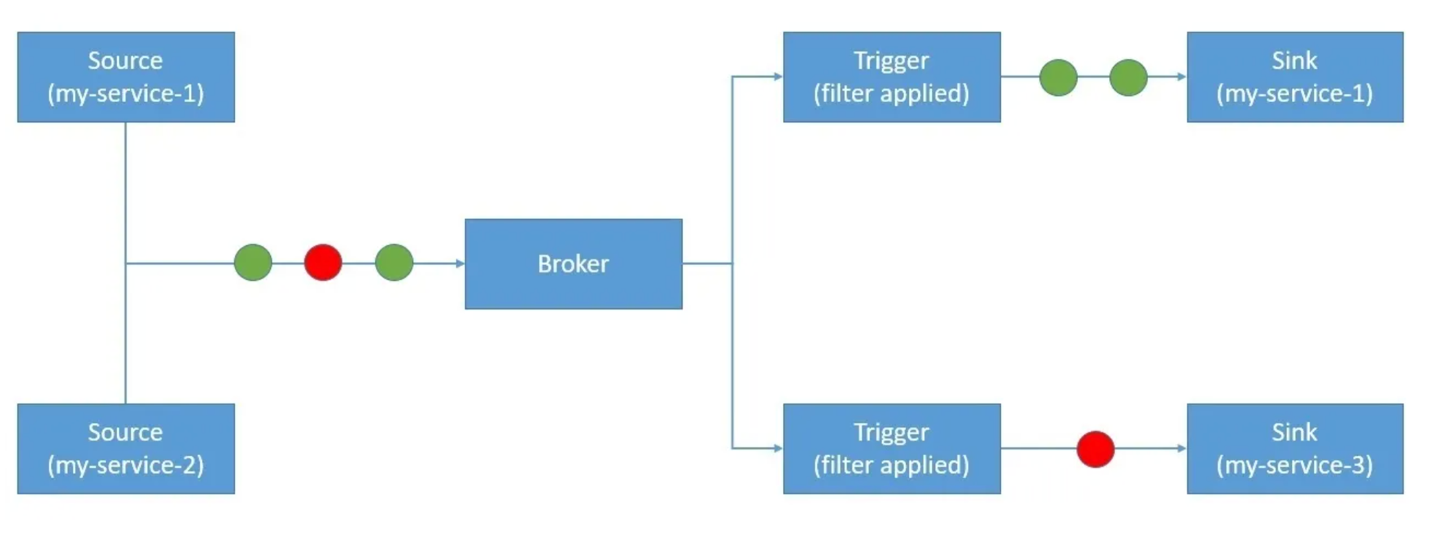 Source
(my-service-1)
Trigger
(filter applied)
Sink
(my-service-1)
Broker
Source
(my-service-2)
Trigger
(filter applied)
Sink
(my-service-3)